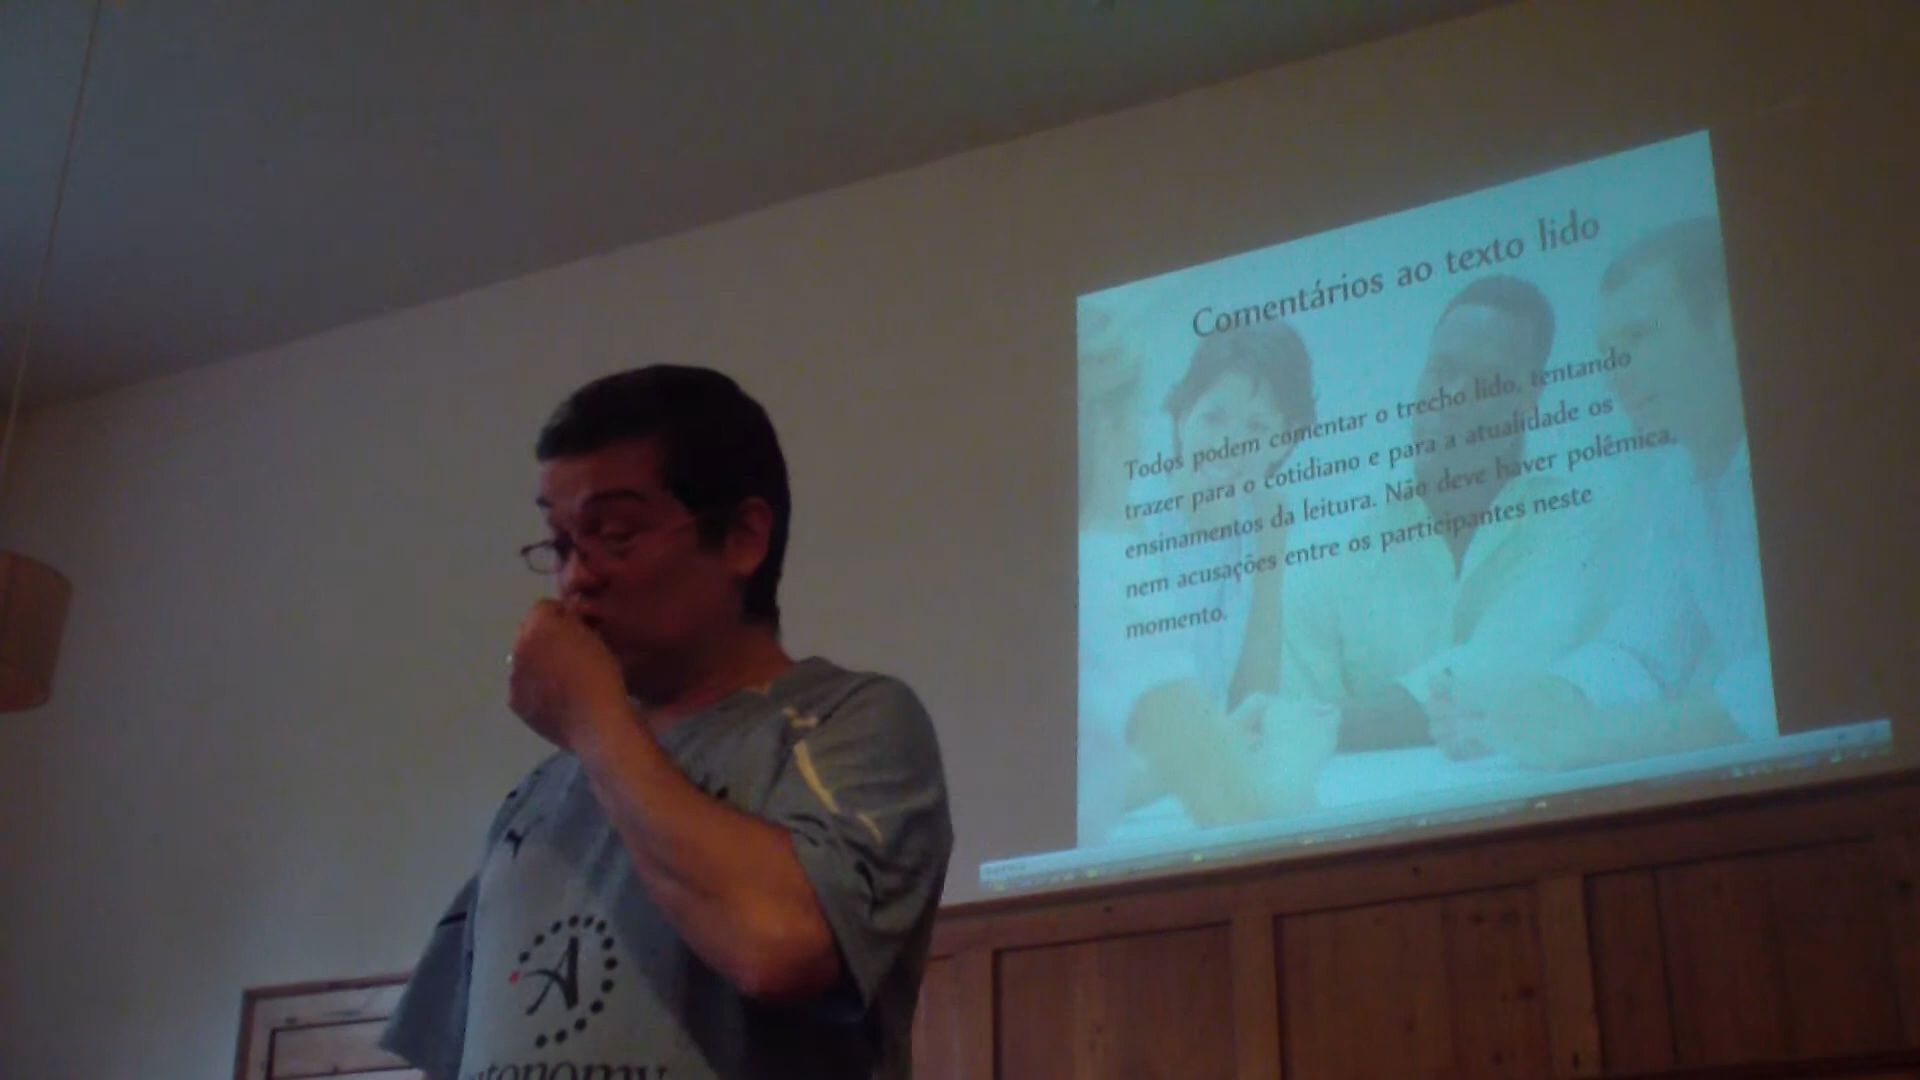 Comentários ao texto lido
Todos podem comentar o trecho lido, tentando
trazer para o cotidiano e para a atualidade os
ensinamentos da leitura. Não deve haver polêmica,
nem acusações entre os participantes neste
momento.
A
utonomy